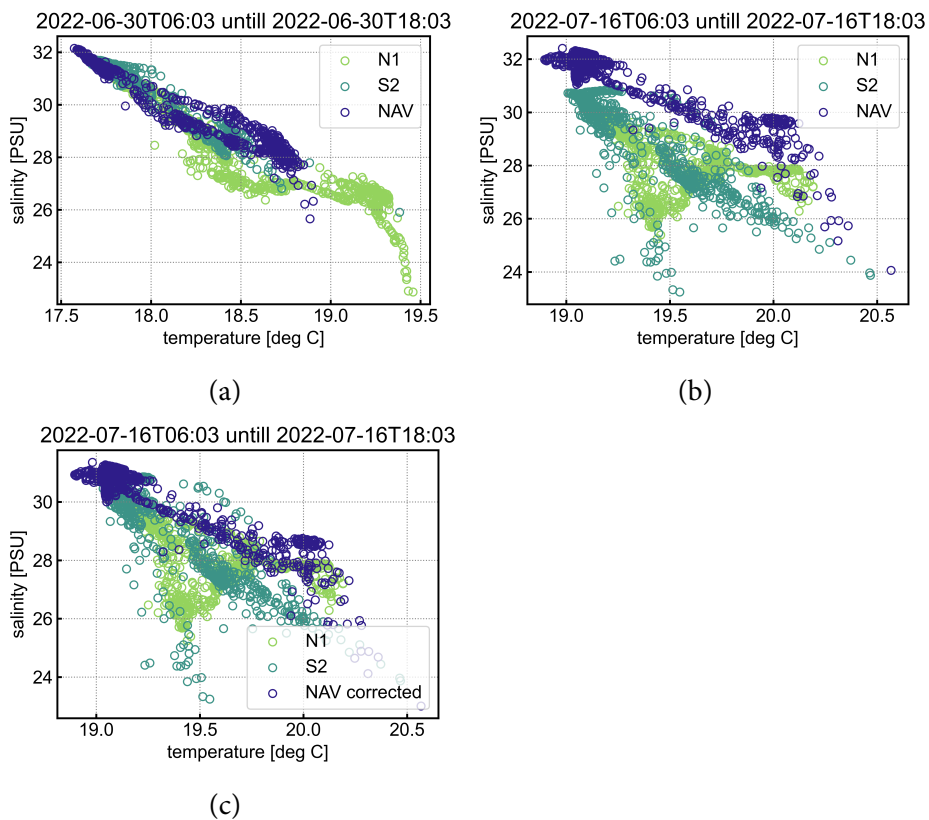 2022-06-30T06:03 untill 2022-06-30T18:03
32
30
28
26
24
salinity [PSU]
N1
S2
NAV
17.5 18.0 18.5 19.0 19.5
temperature [deg C]
(a)
2022-07-16T06:03 untill 2022-07-16T18:03
32
30
28
26
24
salinity [PSU]
N1
S2
NAV
19.0 19.5 20.0 20.5
temperature [deg C]
(b)
2022-07-16T06:03 untill 2022-07-16T18:03
30
28
26
24
salinity [PSU]
N1
S2
NAV corrected
19.0 19.5 20.0 20.5
temperature [deg C]
(c)